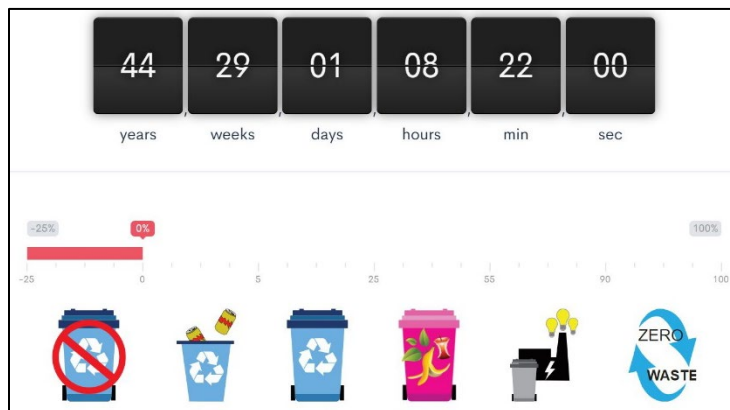 44 29 01 08 22 00
years , weeks , days , hours , min , sec
-25% 0% 100%
-25 0 5 25 55 90 100
ZERO
WASTE